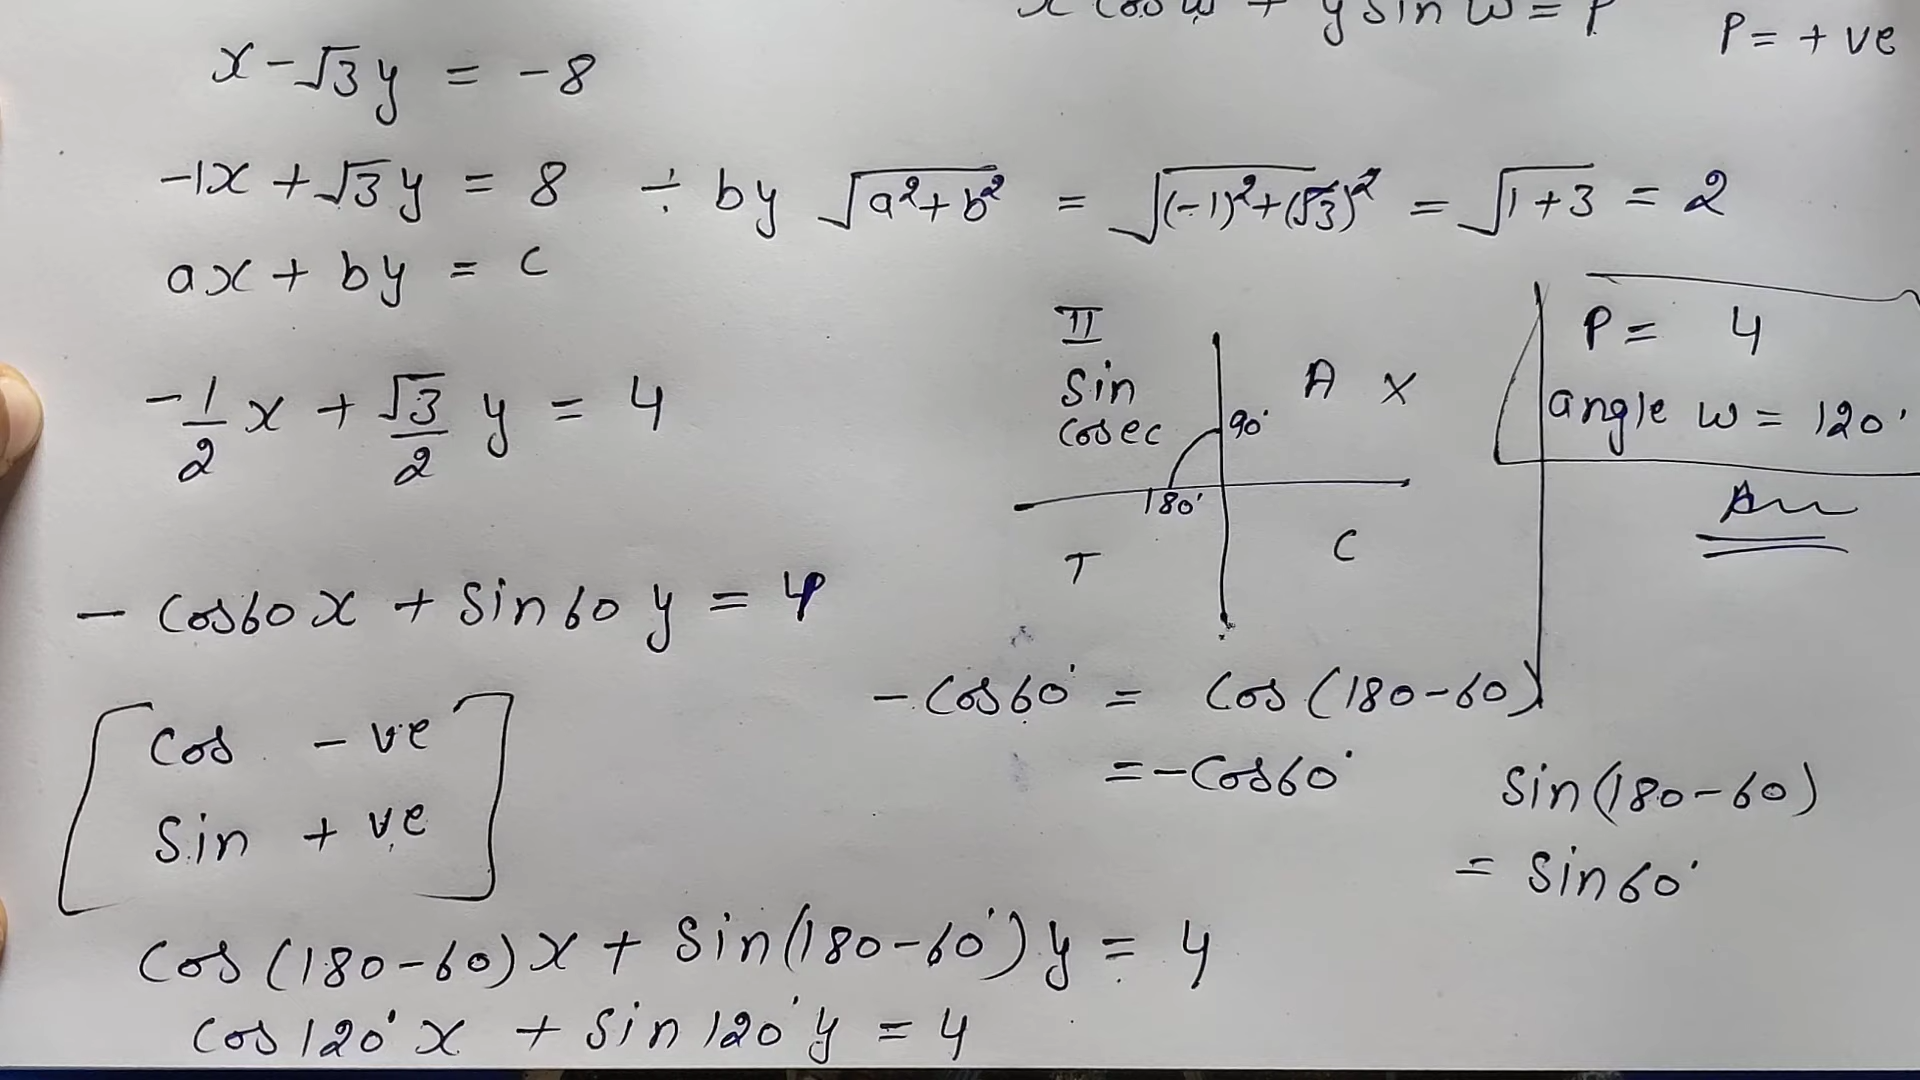 x cos w + y sin w = P
P = + ve
x - √3 y = - 8
-1x + √3 y = 8 ÷ by √a²+b² = √(-1)²+(√3)² = √1+3 = 2
ax + by = c
-1/2 x + √3/2 y = 4
II
Sin
Cosec
A X
90°
180°
T
C
P = 4
angle w = 120°
Ans
- Cos60 x + Sin60 y = 4
Cos - ve
Sin + ve
- Cos60° = Cos (180-60)
= -Cos60°
Sin (180-60)
= Sin60°
Cos (180-60) x + Sin (180-60°) y = 4
Cos 120° x + Sin 120° y = 4